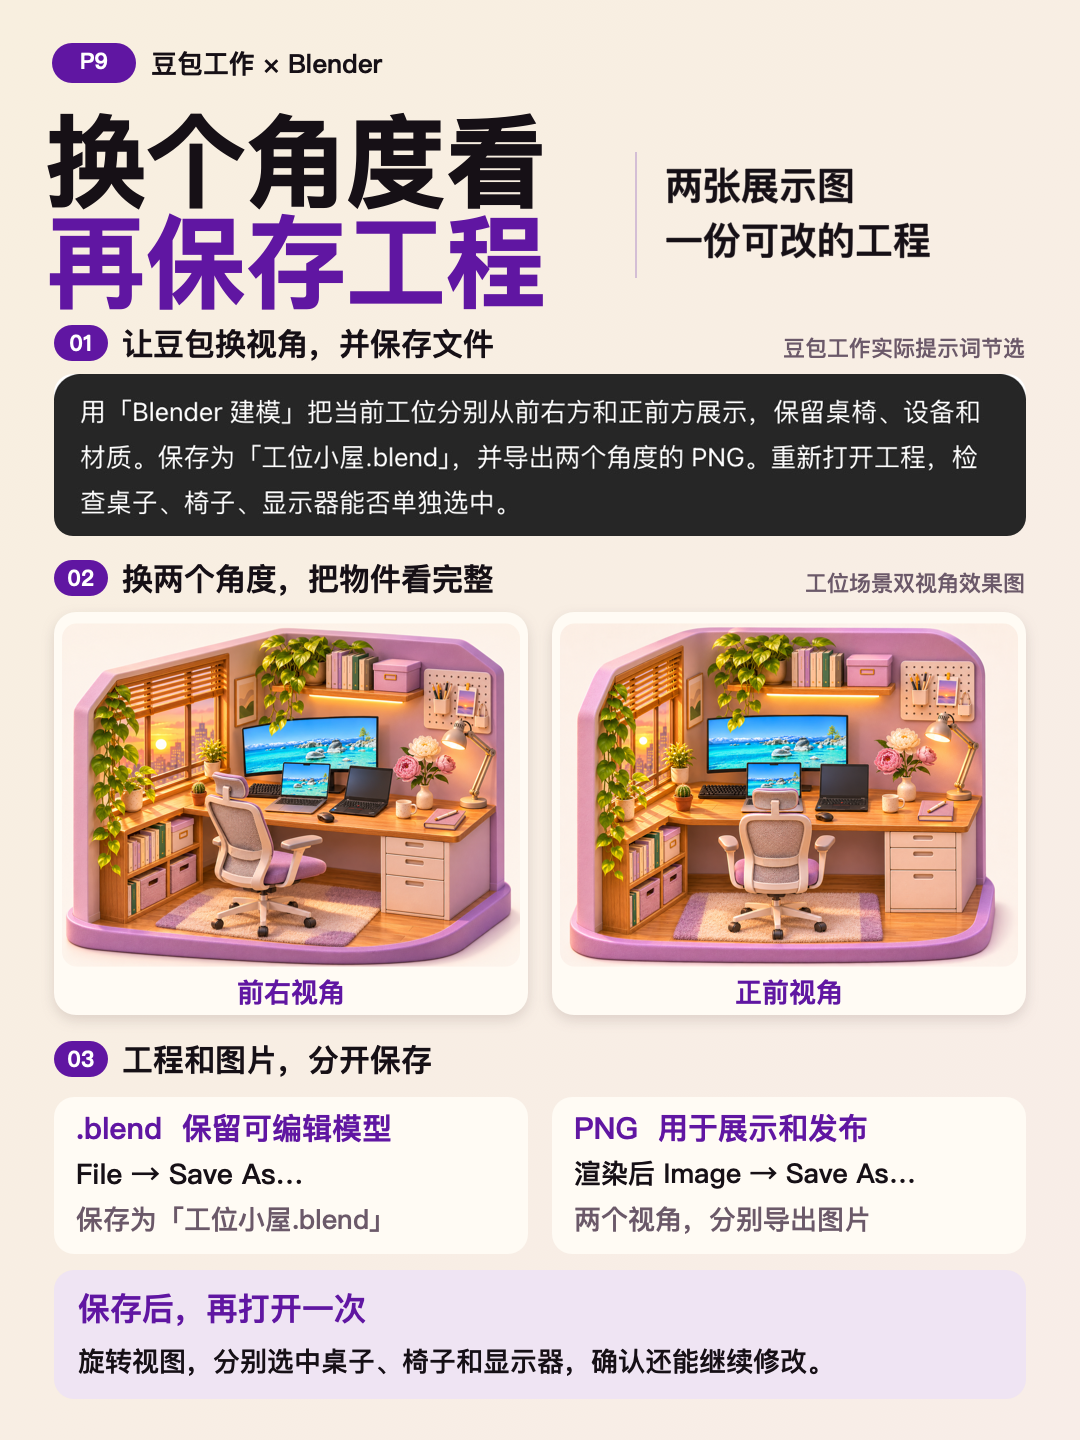 P9
豆包工作 × Blender
换个角度看
再保存工程
两张展示图
一份可改的工程
01 让豆包换视角，并保存文件
豆包工作实际提示词节选
用「Blender 建模」把当前工位分别从前右方和正前方展示，保留桌椅、设备和
材质。保存为「工位小屋.blend」，并导出两个角度的 PNG。重新打开工程，检
查桌子、椅子、显示器能否单独选中。
02 换两个角度，把物件看完整
工位场景双视角效果图
前右视角
正前视角
03 工程和图片，分开保存
.blend 保留可编辑模型
File → Save As...
保存为「工位小屋.blend」
PNG 用于展示和发布
渲染后 Image → Save As...
两个视角，分别导出图片
保存后，再打开一次
旋转视图，分别选中桌子、椅子和显示器，确认还能继续修改。